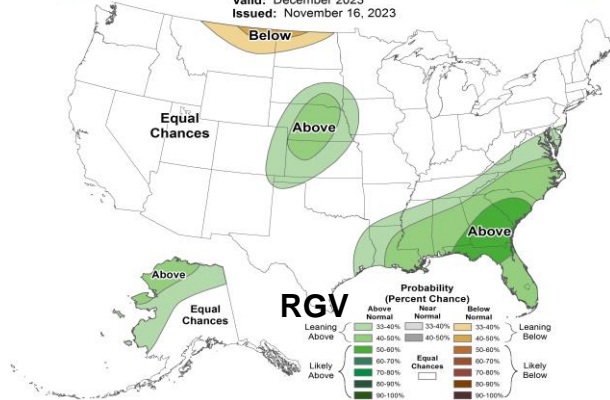 Valid: December 2023
Issued: November 16, 2023
Below
Equal
Chances
Above
Above
Above
Equal
Chances
RGV
Probability
(Percent Chance)
Above
Normal
Near
Normal
Below
Normal
Leaning
Above
33-40%
33-40%
33-40%
Leaning
Below
40-50%
40-50%
40-50%
Likely
Above
50-60%
50-60%
Likely
Below
60-70%
60-70%
70-80%
Equal
Chances
70-80%
80-90%
80-90%
90-100%
90-100%